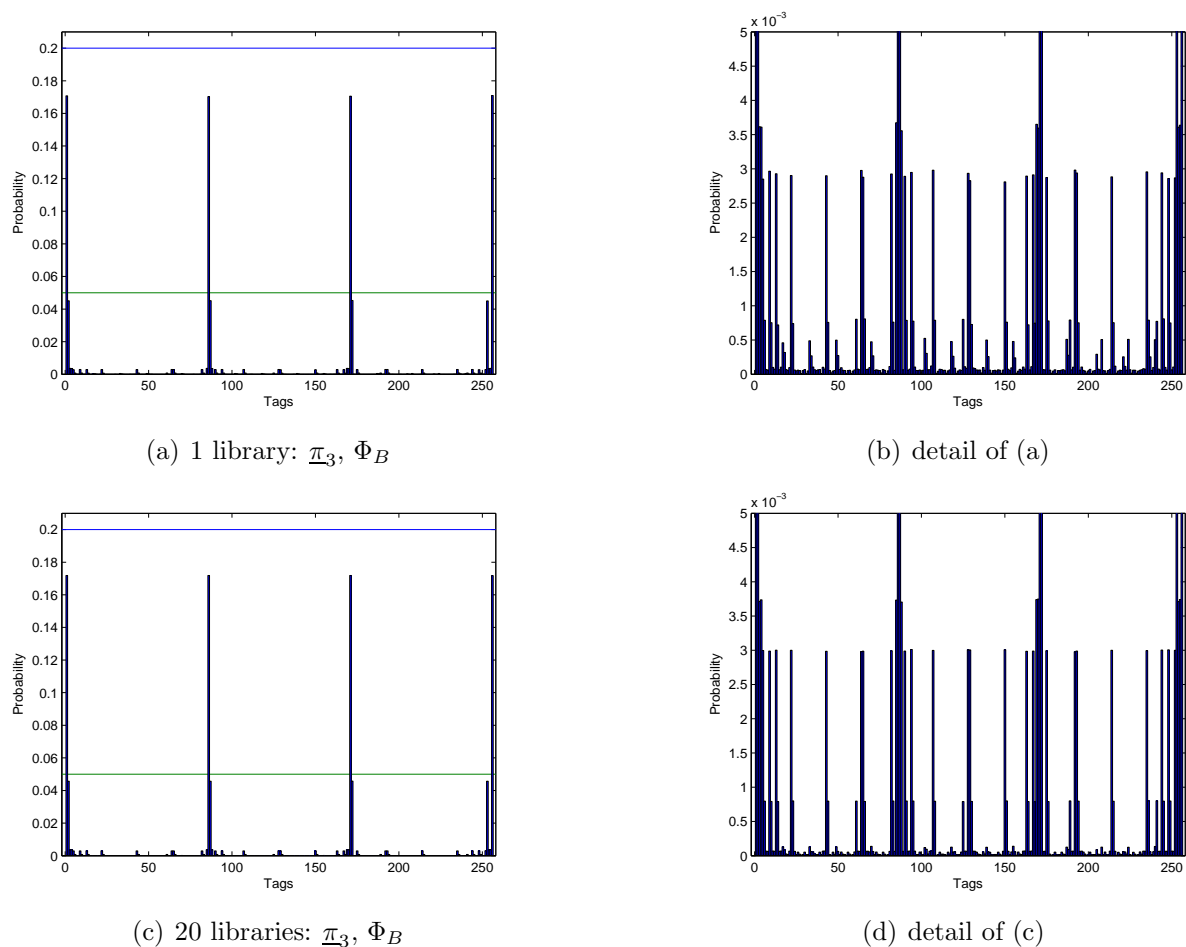 0.2
0.18
0.16
0.14
0.12
0.1
0.08
0.06
0.04
0.02
0
Probability
0 50 100 150 200 250
Tags
(a) 1 library: π₃, Φ_B
x 10⁻³
5
4.5
4
3.5
3
2.5
2
1.5
1
0.5
0
Probability
0 50 100 150 200 250
Tags
(b) detail of (a)
0.2
0.18
0.16
0.14
0.12
0.1
0.08
0.06
0.04
0.02
0
Probability
0 50 100 150 200 250
Tags
(c) 20 libraries: π₃, Φ_B
x 10⁻³
5
4.5
4
3.5
3
2.5
2
1.5
1
0.5
0
Probability
0 50 100 150 200 250
Tags
(d) detail of (c)